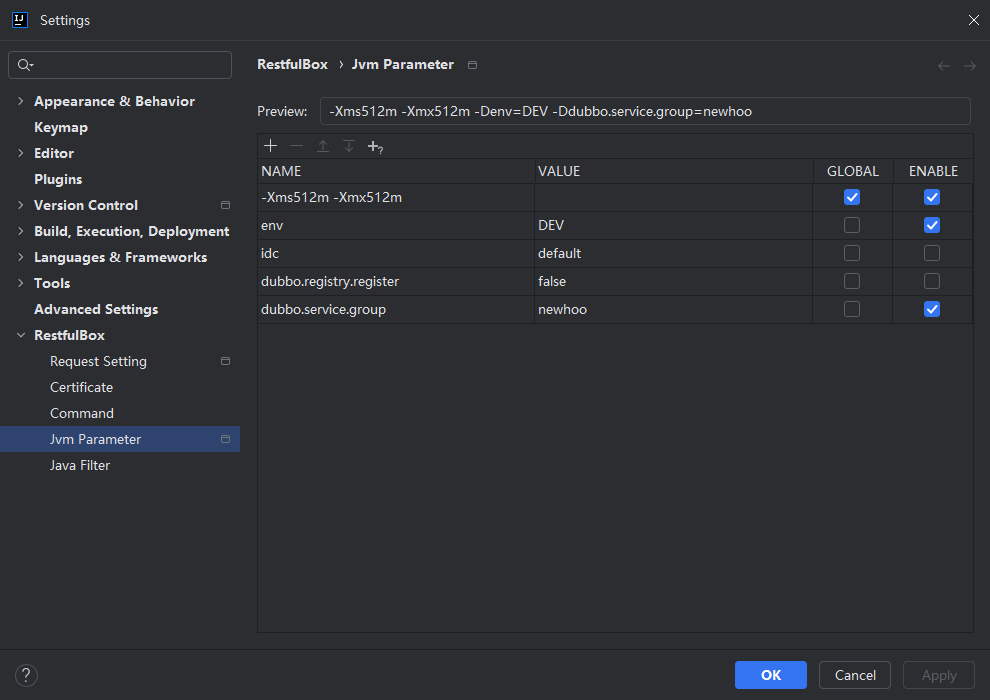 Settings
Appearance & Behavior
Keymap
Editor
Plugins
Version Control
Build, Execution, Deployment
Languages & Frameworks
Tools
Advanced Settings
RestfulBox
Request Setting
Certificate
Command
Jvm Parameter
Java Filter
RestfulBox › Jvm Parameter
Preview: -Xms512m -Xmx512m -Denv=DEV -Ddubbo.service.group=newhoo
NAME VALUE GLOBAL ENABLE
-Xms512m -Xmx512m
env DEV
idc default
dubbo.registry.register false
dubbo.service.group newhoo
? OK Cancel Apply